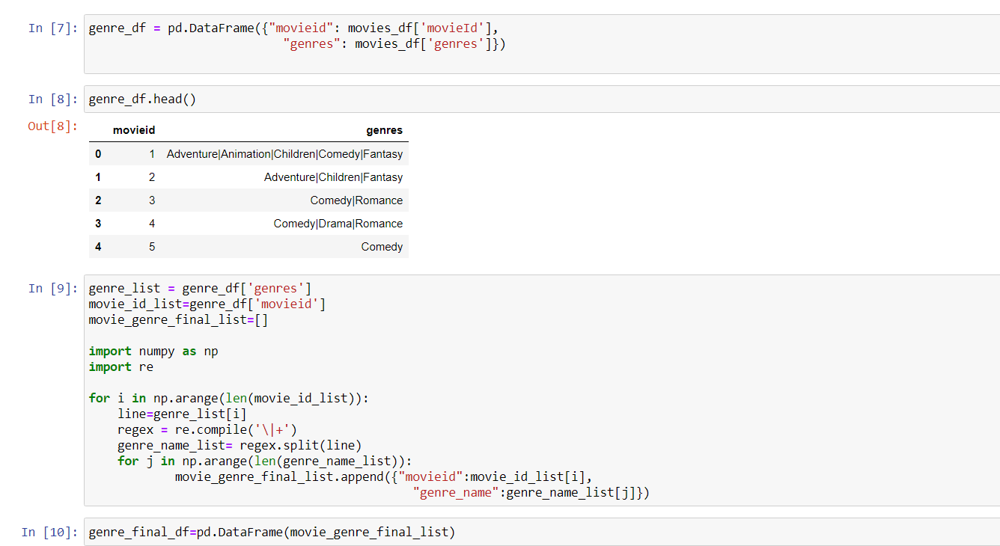 In [7]: genre_df = pd.DataFrame({"movieid": movies_df['movieId'],
"genres": movies_df['genres']})
In [8]: genre_df.head()
Out[8]:
movieid genres
0 1 Adventure|Animation|Children|Comedy|Fantasy
1 2 Adventure|Children|Fantasy
2 3 Comedy|Romance
3 4 Comedy|Drama|Romance
4 5 Comedy
In [9]: genre_list = genre_df['genres']
movie_id_list=genre_df['movieid']
movie_genre_final_list=[]
import numpy as np
import re
for i in np.arange(len(movie_id_list)):
line=genre_list[i]
regex = re.compile('\|+')
genre_name_list= regex.split(line)
for j in np.arange(len(genre_name_list)):
movie_genre_final_list.append({"movieid":movie_id_list[i],
"genre_name":genre_name_list[j]})
In [10]: genre_final_df=pd.DataFrame(movie_genre_final_list)